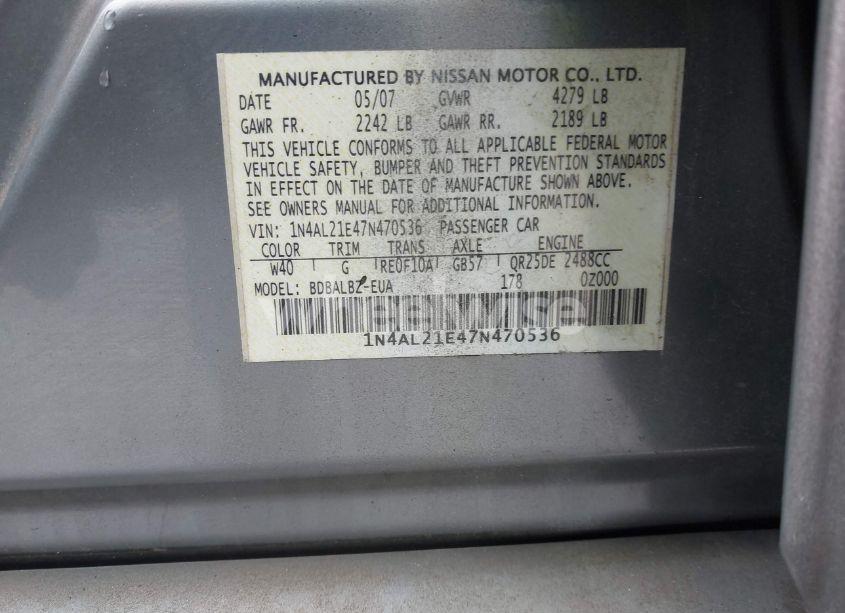 MANUFACTURED BY NISSAN MOTOR CO., LTD.
DATE 05/07 GVWR 4279 LB
GAWR FR. 2242 LB GAWR RR. 2189 LB
THIS VEHICLE CONFORMS TO ALL APPLICABLE FEDERAL MOTOR
VEHICLE SAFETY, BUMPER AND THEFT PREVENTION STANDARDS
IN EFFECT ON THE DATE OF MANUFACTURE SHOWN ABOVE.
SEE OWNERS MANUAL FOR ADDITIONAL INFORMATION.
VIN: 1N4AL21E47N470536 PASSENGER CAR
COLOR TRIM TRANS AXLE ENGINE
W40 G RE0F10A GB57 QR25DE 2488CC
MODEL: BDBALBZ-EUA 178 0Z000
1N4AL21E47N470536